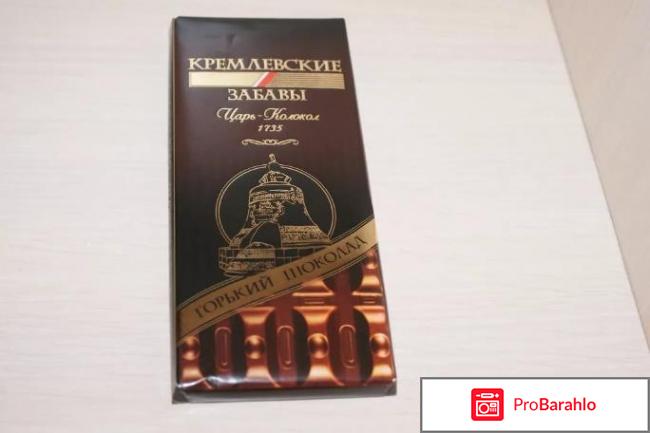 КРЕМЛЕВСКИЕ
ЗАБАВЫ
Царь-Колокол
1735
ГОРЬКИЙ ШОКОЛАД
ProBarahlo